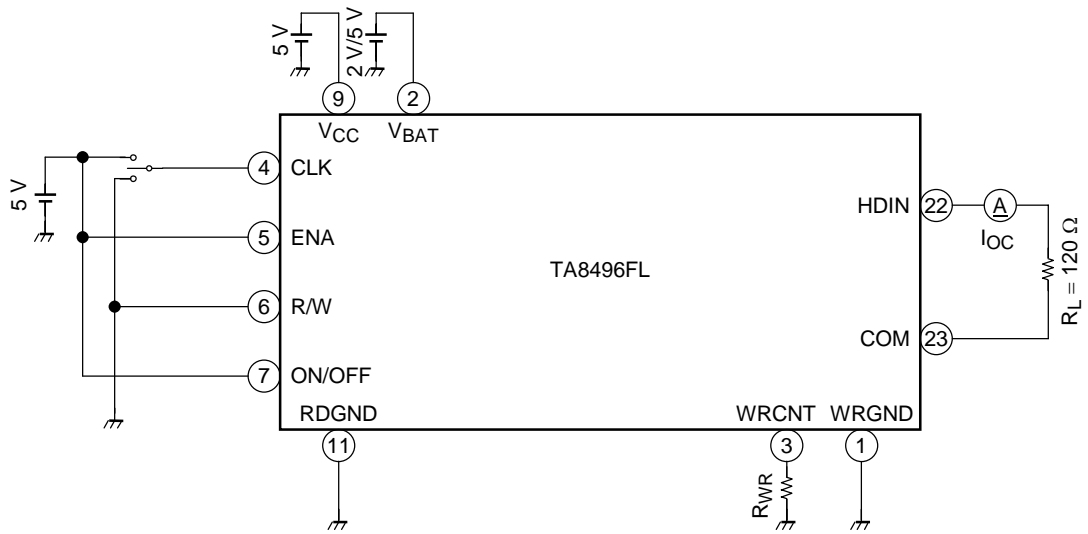 5 V
2 V/5 V
9
2
VCC
VBAT
5 V
4
CLK
5
ENA
6
R/W
7
ON/OFF
TA8496FL
HDIN
22
A
IOC
RL = 120 Ω
COM
23
RDGND
WRCNT
WRGND
11
3
1
RWR